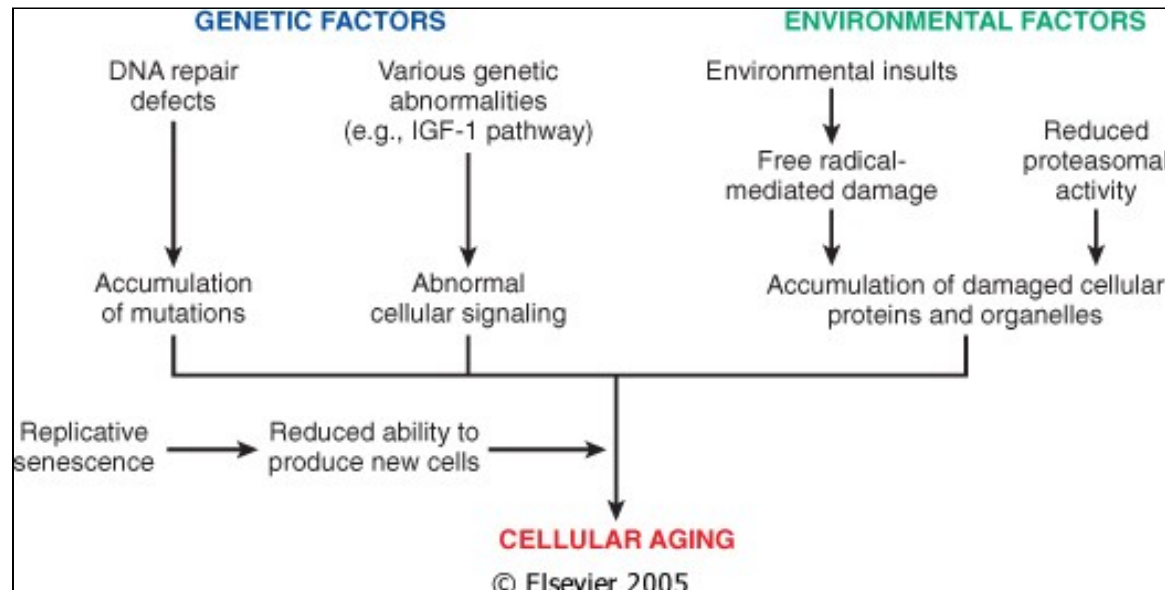 GENETIC FACTORS
ENVIRONMENTAL FACTORS
DNA repair
defects
Various genetic
abnormalities
(e.g., IGF-1 pathway)
Environmental insults
Free radical-
mediated damage
Reduced
proteasomal
activity
Accumulation
of mutations
Abnormal
cellular signaling
Accumulation of damaged cellular
proteins and organelles
Replicative
senescence
Reduced ability to
produce new cells
CELLULAR AGING
© Elsevier 2005